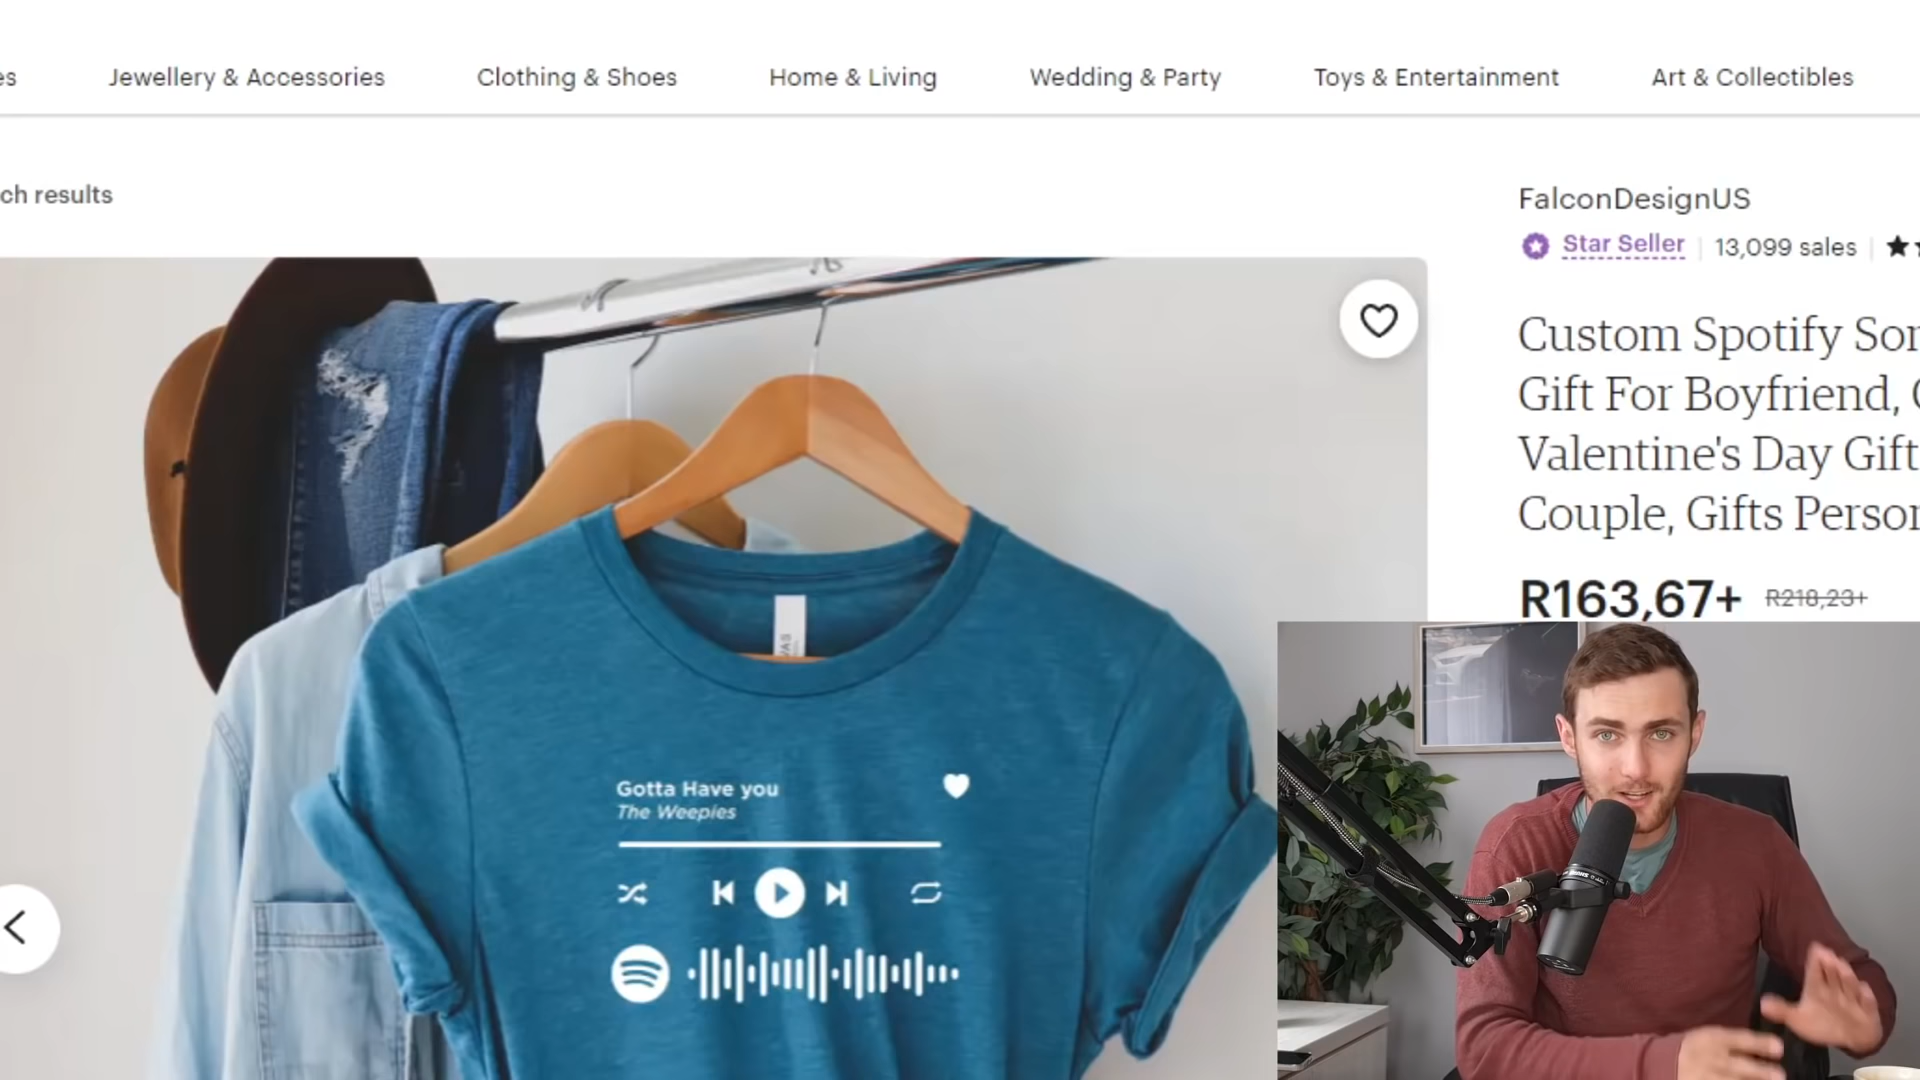 Jewellery & Accessories Clothing & Shoes Home & Living Wedding & Party Toys & Entertainment Art & Collectibles
ch results
FalconDesignUS
Star Seller 13,099 sales
Custom Spotify
Gift For Boyfriend,
Valentine's Day Gift
Couple, Gifts
R163,67+ R218,23+
Gotta Have you
The Weepies